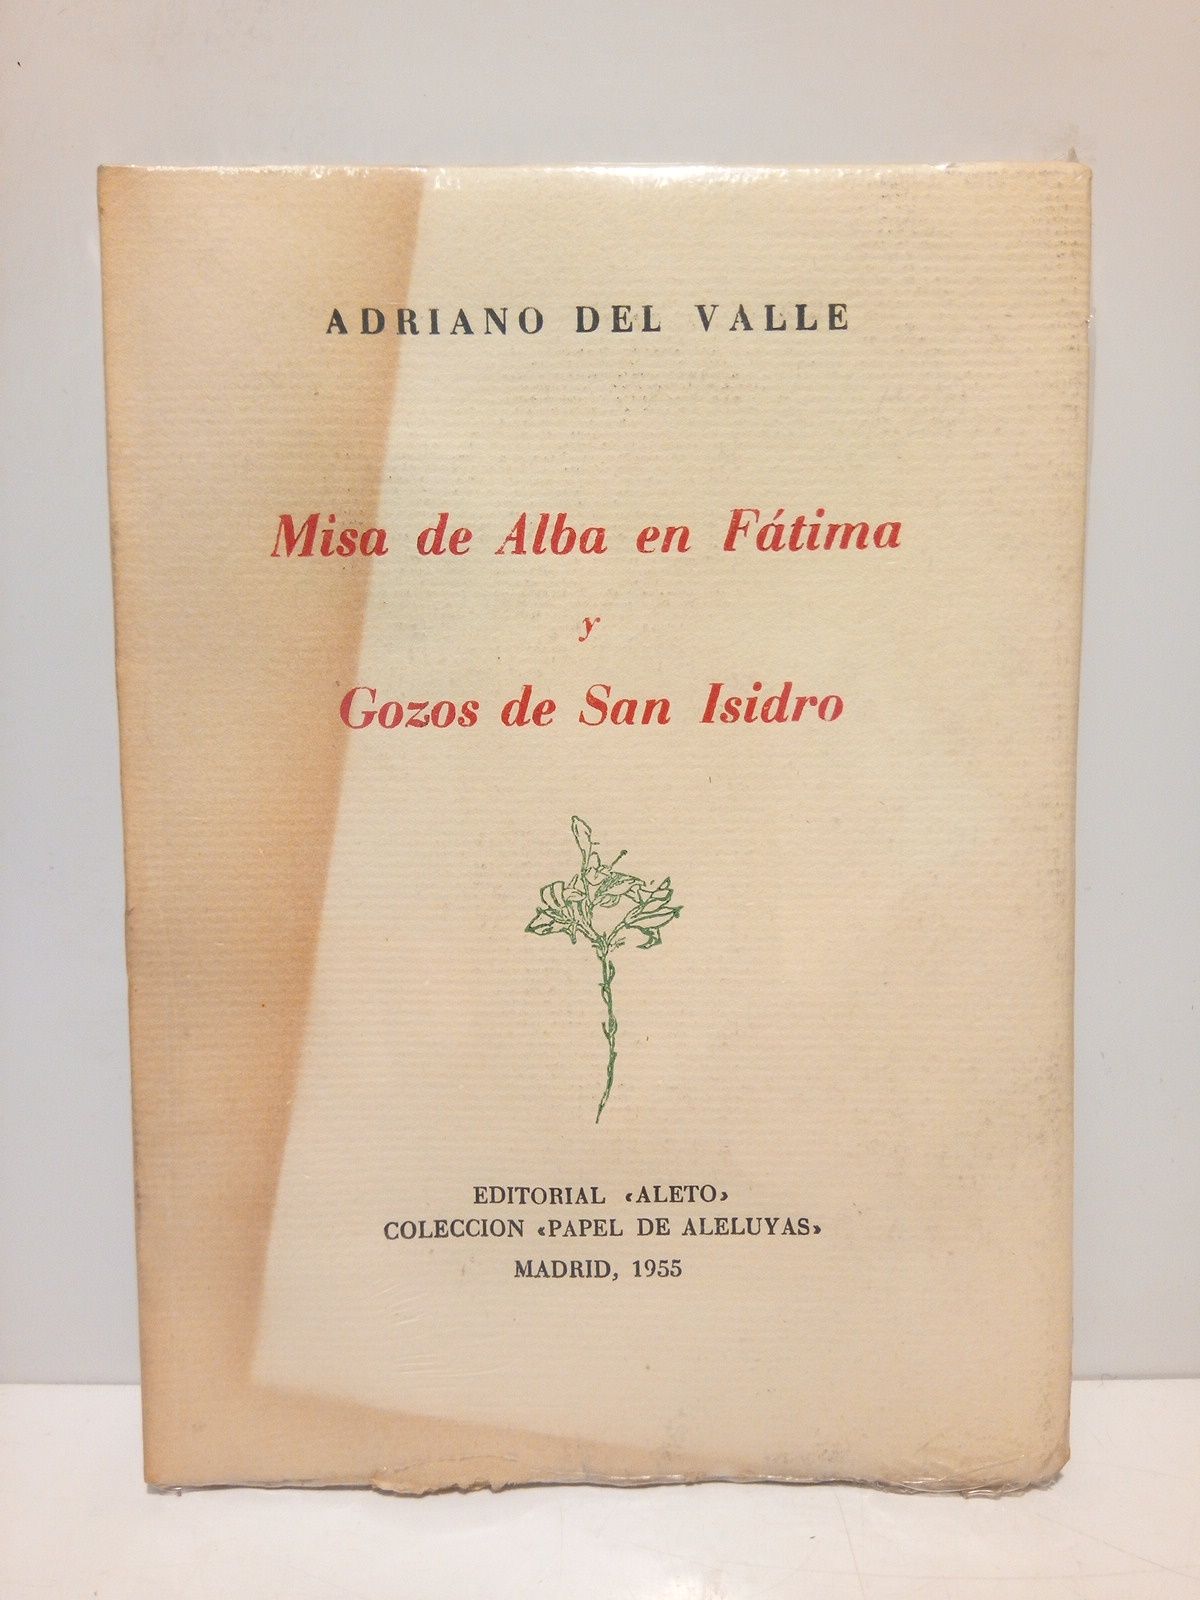 ADRIANO DEL VALLE
Misa de Alba en Fátima
y
Gozos de San Isidro
EDITORIAL «ALETO»
COLECCION «PAPEL DE ALELUYAS»
MADRID, 1955